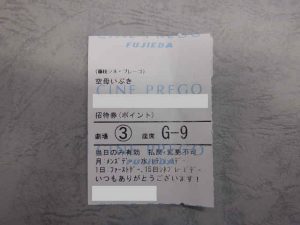 FUJIEDA
(藤枝シネ・プレーゴ)
空母いぶき
CINE PREGO
招待券(ポイント)
劇場 ③ 座席 G-9
当日のみ有効 払戻・変更不可
FUJIEDA
いつもありがとうございます!